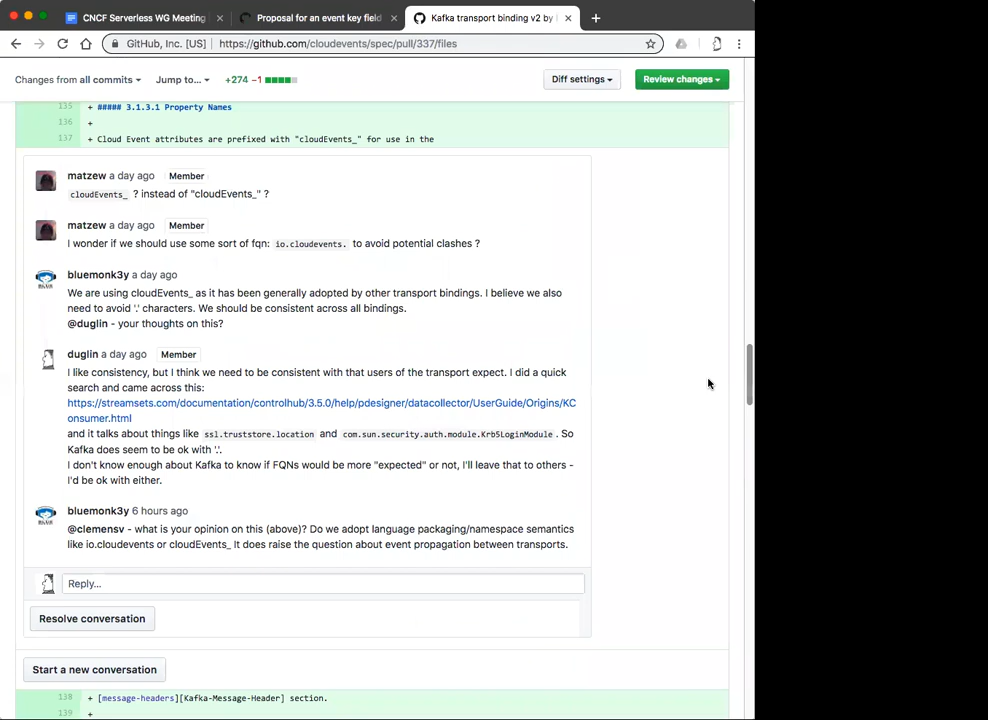 CNCF Serverless WG Meeting
Proposal for an event key field
Kafka transport binding v2 by
GitHub, Inc. [US] https://github.com/cloudevents/spec/pull/337/files
Changes from all commits Jump to... +274 −1
Diff settings
Review changes
135 + ##### 3.1.3.1 Property Names
136 +
137 + Cloud Event attributes are prefixed with "cloudEvents_" for use in the
matzew a day ago Member
cloudEvents_ ? instead of "cloudEvents_" ?
matzew a day ago Member
I wonder if we should use some sort of fqn: io.cloudevents. to avoid potential clashes ?
bluemonk3y a day ago
We are using cloudEvents_ as it has been generally adopted by other transport bindings. I believe we also
need to avoid '.' characters. We should be consistent across all bindings.
@duglin - your thoughts on this?
duglin a day ago Member
I like consistency, but I think we need to be consistent with that users of the transport expect. I did a quick
search and came across this:
https://streamsets.com/documentation/controlhub/3.5.0/help/pdesigner/datacollector/UserGuide/Origins/KC
onsumer.html
and it talks about things like ssl.truststore.location and com.sun.security.auth.module.Krb5LoginModule . So
Kafka does seem to be ok with '.'.
I don't know enough about Kafka to know if FQNs would be more "expected" or not, I'll leave that to others -
I'd be ok with either.
bluemonk3y 6 hours ago
@clemensv - what is your opinion on this (above)? Do we adopt language packaging/namespace semantics
like io.cloudevents or cloudEvents_ It does raise the question about event propagation between transports.
Reply...
Resolve conversation
Start a new conversation
138 + [message-headers][Kafka-Message-Header] section.
139 +